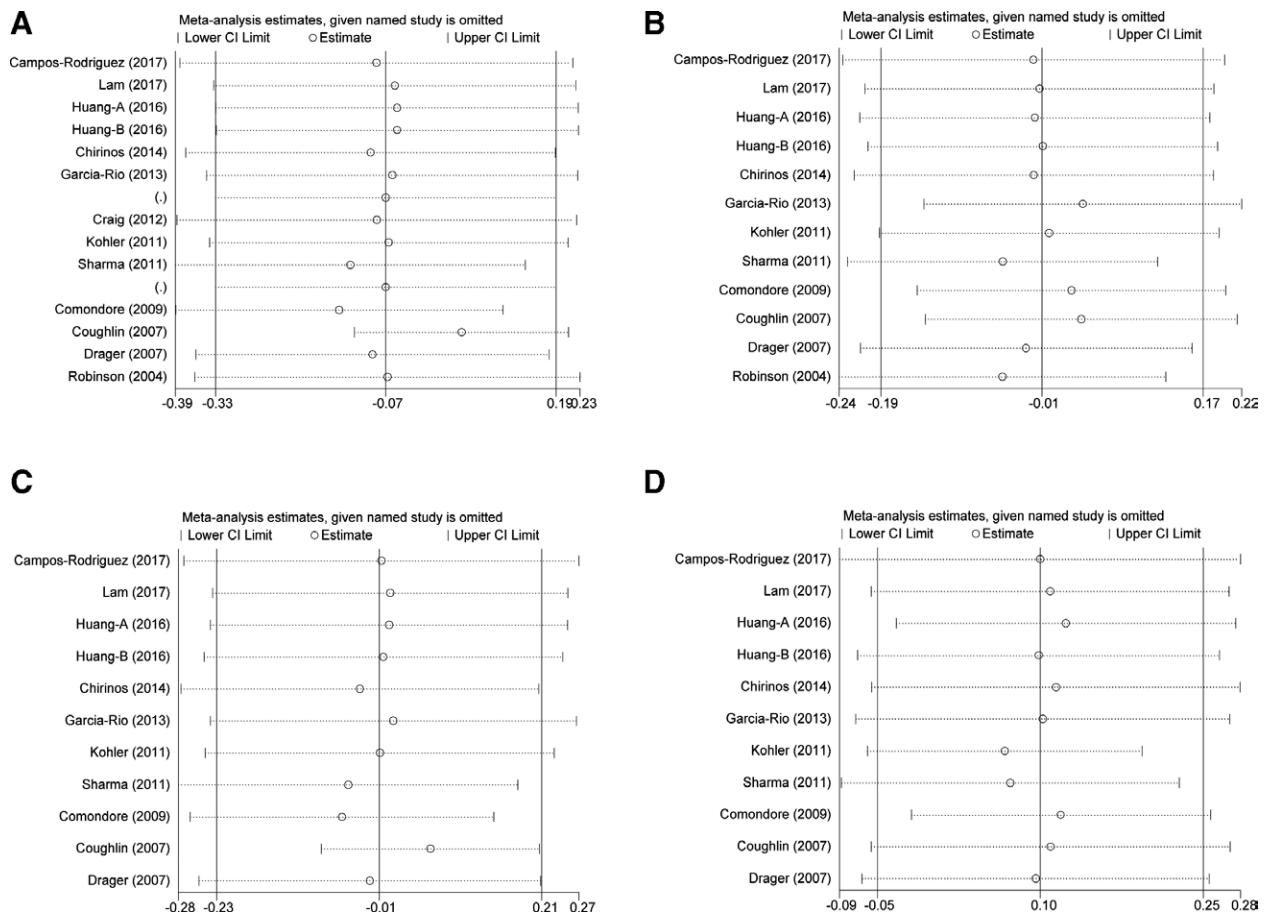 A
Meta-analysis estimates, given named study is omitted
| Lower CI Limit ○ Estimate | Upper CI Limit
Campos-Rodriguez (2017)
Lam (2017)
Huang-A (2016)
Huang-B (2016)
Chirinos (2014)
Garcia-Rio (2013)
(.)
Craig (2012)
Kohler (2011)
Sharma (2011)
(.)
Comondore (2009)
Coughlin (2007)
Drager (2007)
Robinson (2004)
-0.39 -0.33 -0.07 0.19 0.23
B
Meta-analysis estimates, given named study is omitted
| Lower CI Limit ○ Estimate | Upper CI Limit
Campos-Rodriguez (2017)
Lam (2017)
Huang-A (2016)
Huang-B (2016)
Chirinos (2014)
Garcia-Rio (2013)
Kohler (2011)
Sharma (2011)
Comondore (2009)
Coughlin (2007)
Drager (2007)
Robinson (2004)
-0.24 -0.19 -0.01 0.17 0.22
C
Meta-analysis estimates, given named study is omitted
| Lower CI Limit ○ Estimate | Upper CI Limit
Campos-Rodriguez (2017)
Lam (2017)
Huang-A (2016)
Huang-B (2016)
Chirinos (2014)
Garcia-Rio (2013)
Kohler (2011)
Sharma (2011)
Comondore (2009)
Coughlin (2007)
Drager (2007)
-0.28 -0.23 -0.01 0.21 0.27
D
Meta-analysis estimates, given named study is omitted
| Lower CI Limit ○ Estimate | Upper CI Limit
Campos-Rodriguez (2017)
Lam (2017)
Huang-A (2016)
Huang-B (2016)
Chirinos (2014)
Garcia-Rio (2013)
Kohler (2011)
Sharma (2011)
Comondore (2009)
Coughlin (2007)
Drager (2007)
-0.09 -0.05 0.10 0.25 0.28